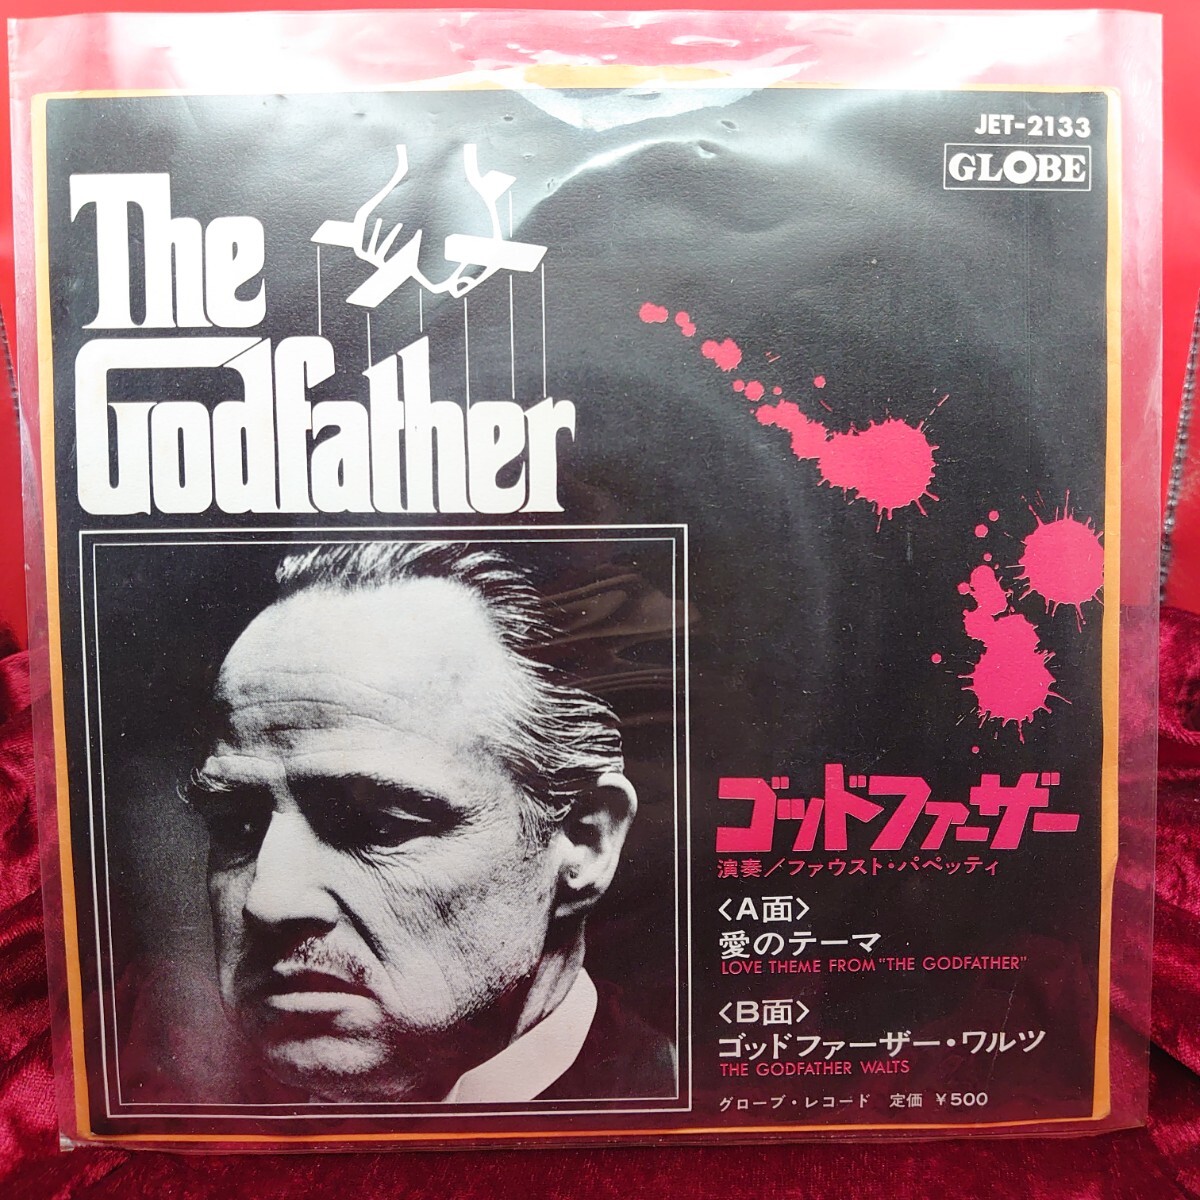 JET-2133
GLOBE
The
Godfather
ゴッドファーザー
演奏/ファウスト・パペッティ
〈A面〉
愛のテーマ
LOVE THEME FROM "THE GODFATHER"
〈B面〉
ゴッドファーザー・ワルツ
THE GODFATHER WALTS
グローブ・レコード 定価 ¥500